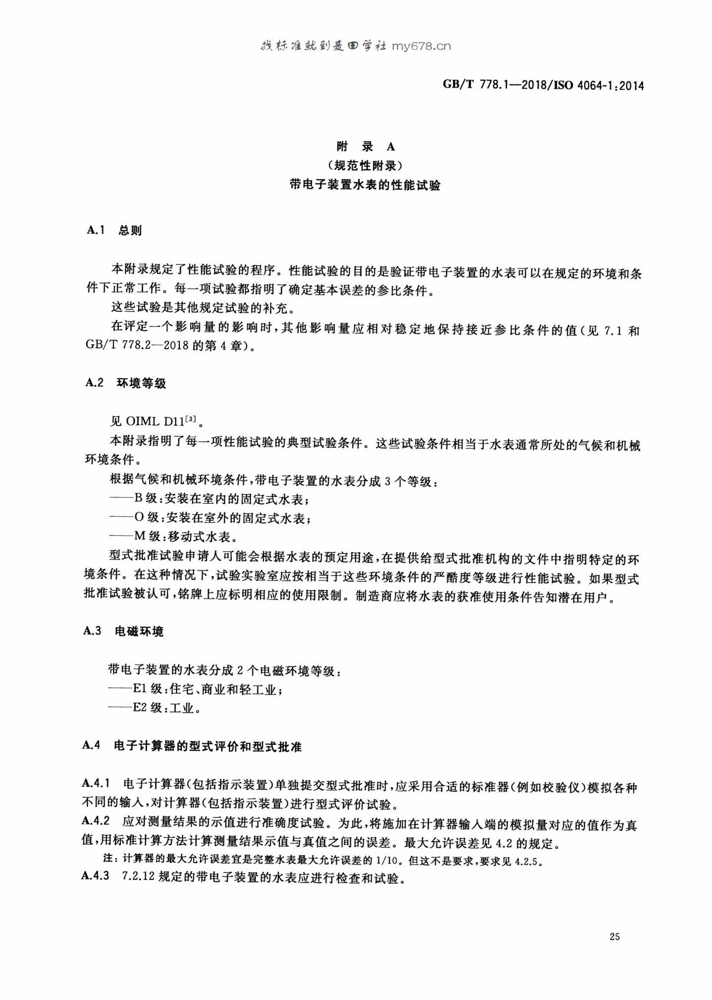 找标准就到麦田学社 my678.cn
GB/T 778.1—2018/ISO 4064-1:2014
附 录 A
（规范性附录）
带电子装置水表的性能试验
A.1 总则
本附录规定了性能试验的程序。性能试验的目的是验证带电子装置的水表可以在规定的环境和条
件下正常工作。每一项试验都指明了确定基本误差的参比条件。
这些试验是其他规定试验的补充。
在评定一个影响量的影响时,其他影响量应相对稳定地保持接近参比条件的值(见 7.1 和
GB/T 778.2—2018 的第 4 章)。
A.2 环境等级
见 OIML D11[3]。
本附录指明了每一项性能试验的典型试验条件。这些试验条件相当于水表通常所处的气候和机械
环境条件。
根据气候和机械环境条件,带电子装置的水表分成 3 个等级:
——B 级:安装在室内的固定式水表;
——O 级:安装在室外的固定式水表;
——M 级:移动式水表。
型式批准试验申请人可能会根据水表的预定用途,在提供给型式批准机构的文件中指明特定的环
境条件。在这种情况下,试验实验室应按相当于这些环境条件的严酷度等级进行性能试验。如果型式
批准试验被认可,铭牌上应标明相应的使用限制。制造商应将水表的获准使用条件告知潜在用户。
A.3 电磁环境
带电子装置的水表分成 2 个电磁环境等级:
——E1 级:住宅、商业和轻工业;
——E2 级:工业。
A.4 电子计算器的型式评价和型式批准
A.4.1 电子计算器(包括指示装置)单独提交型式批准时,应采用合适的标准器(例如校验仪)模拟各种
不同的输入,对计算器(包括指示装置)进行型式评价试验。
A.4.2 应对测量结果的示值进行准确度试验。为此,将施加在计算器输入端的模拟量对应的值作为真
值,用标准计算方法计算测量结果示值与真值之间的误差。最大允许误差见 4.2 的规定。
注:计算器的最大允许误差宜是完整水表最大允许误差的 1/10。但这不是要求,要求见 4.2.5。
A.4.3 7.2.12 规定的带电子装置的水表应进行检查和试验。
25